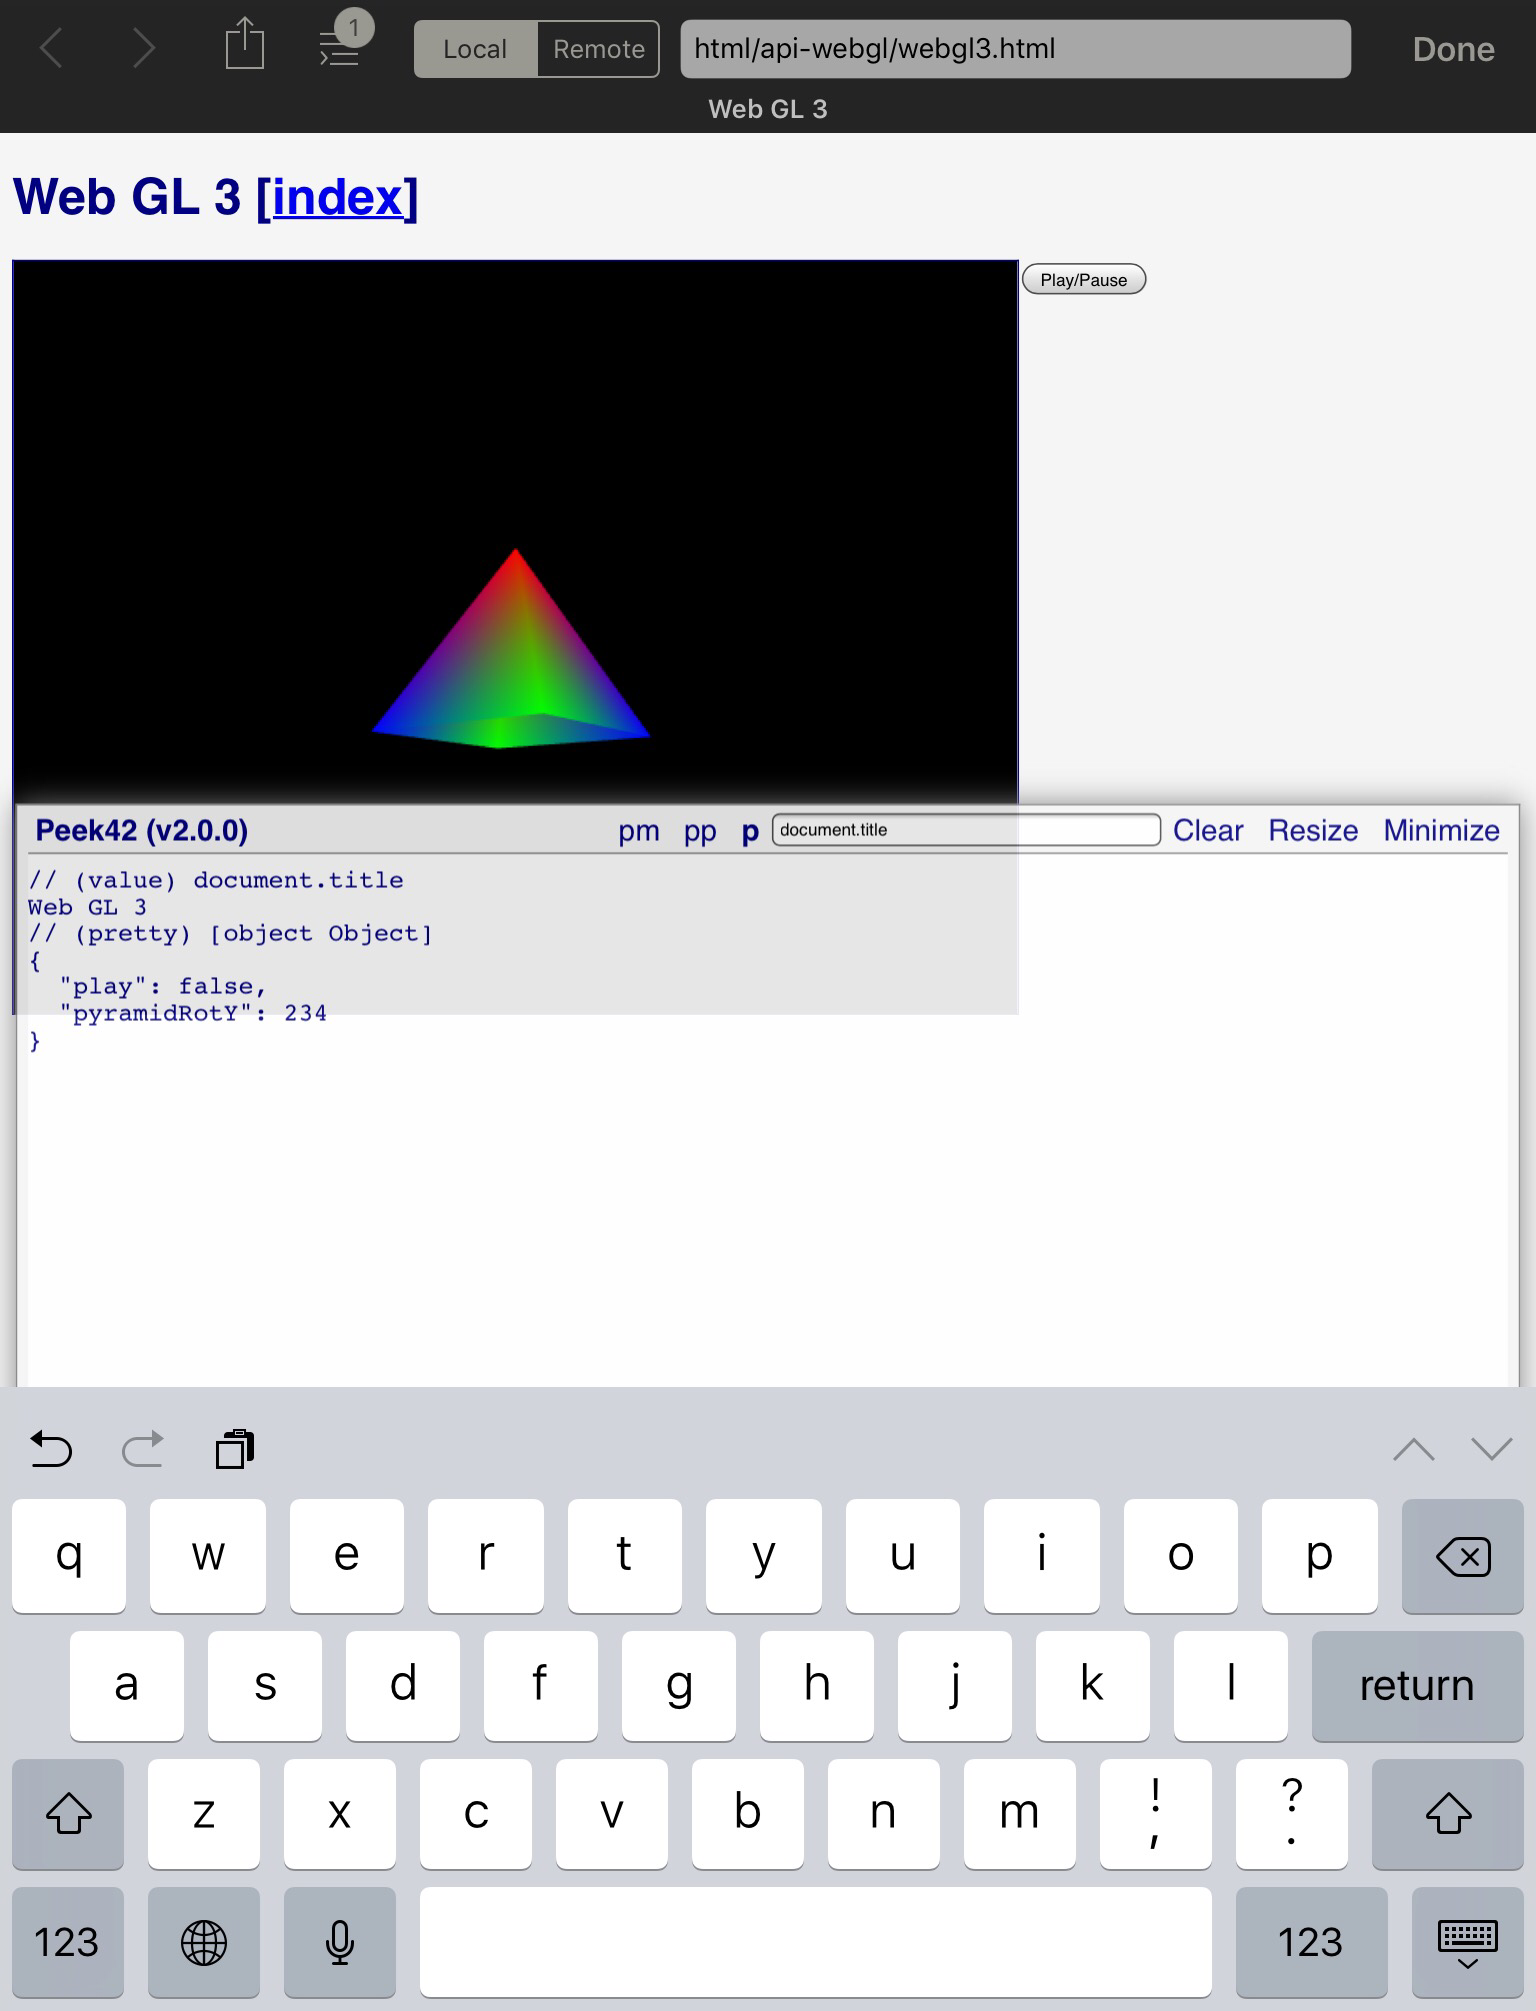 1
Local Remote html/api-webgl/webgl3.html Done
Web GL 3
Web GL 3 [index]
Play/Pause
Peek42 (v2.0.0) pm pp p document.title Clear Resize Minimize
// (value) document.title
Web GL 3
// (pretty) [object Object]
{
  "play": false,
  "pyramidRotY": 234
}
q w e r t y u i o p
a s d f g h j k l return
z x c v b n m ! , ? .
123 123